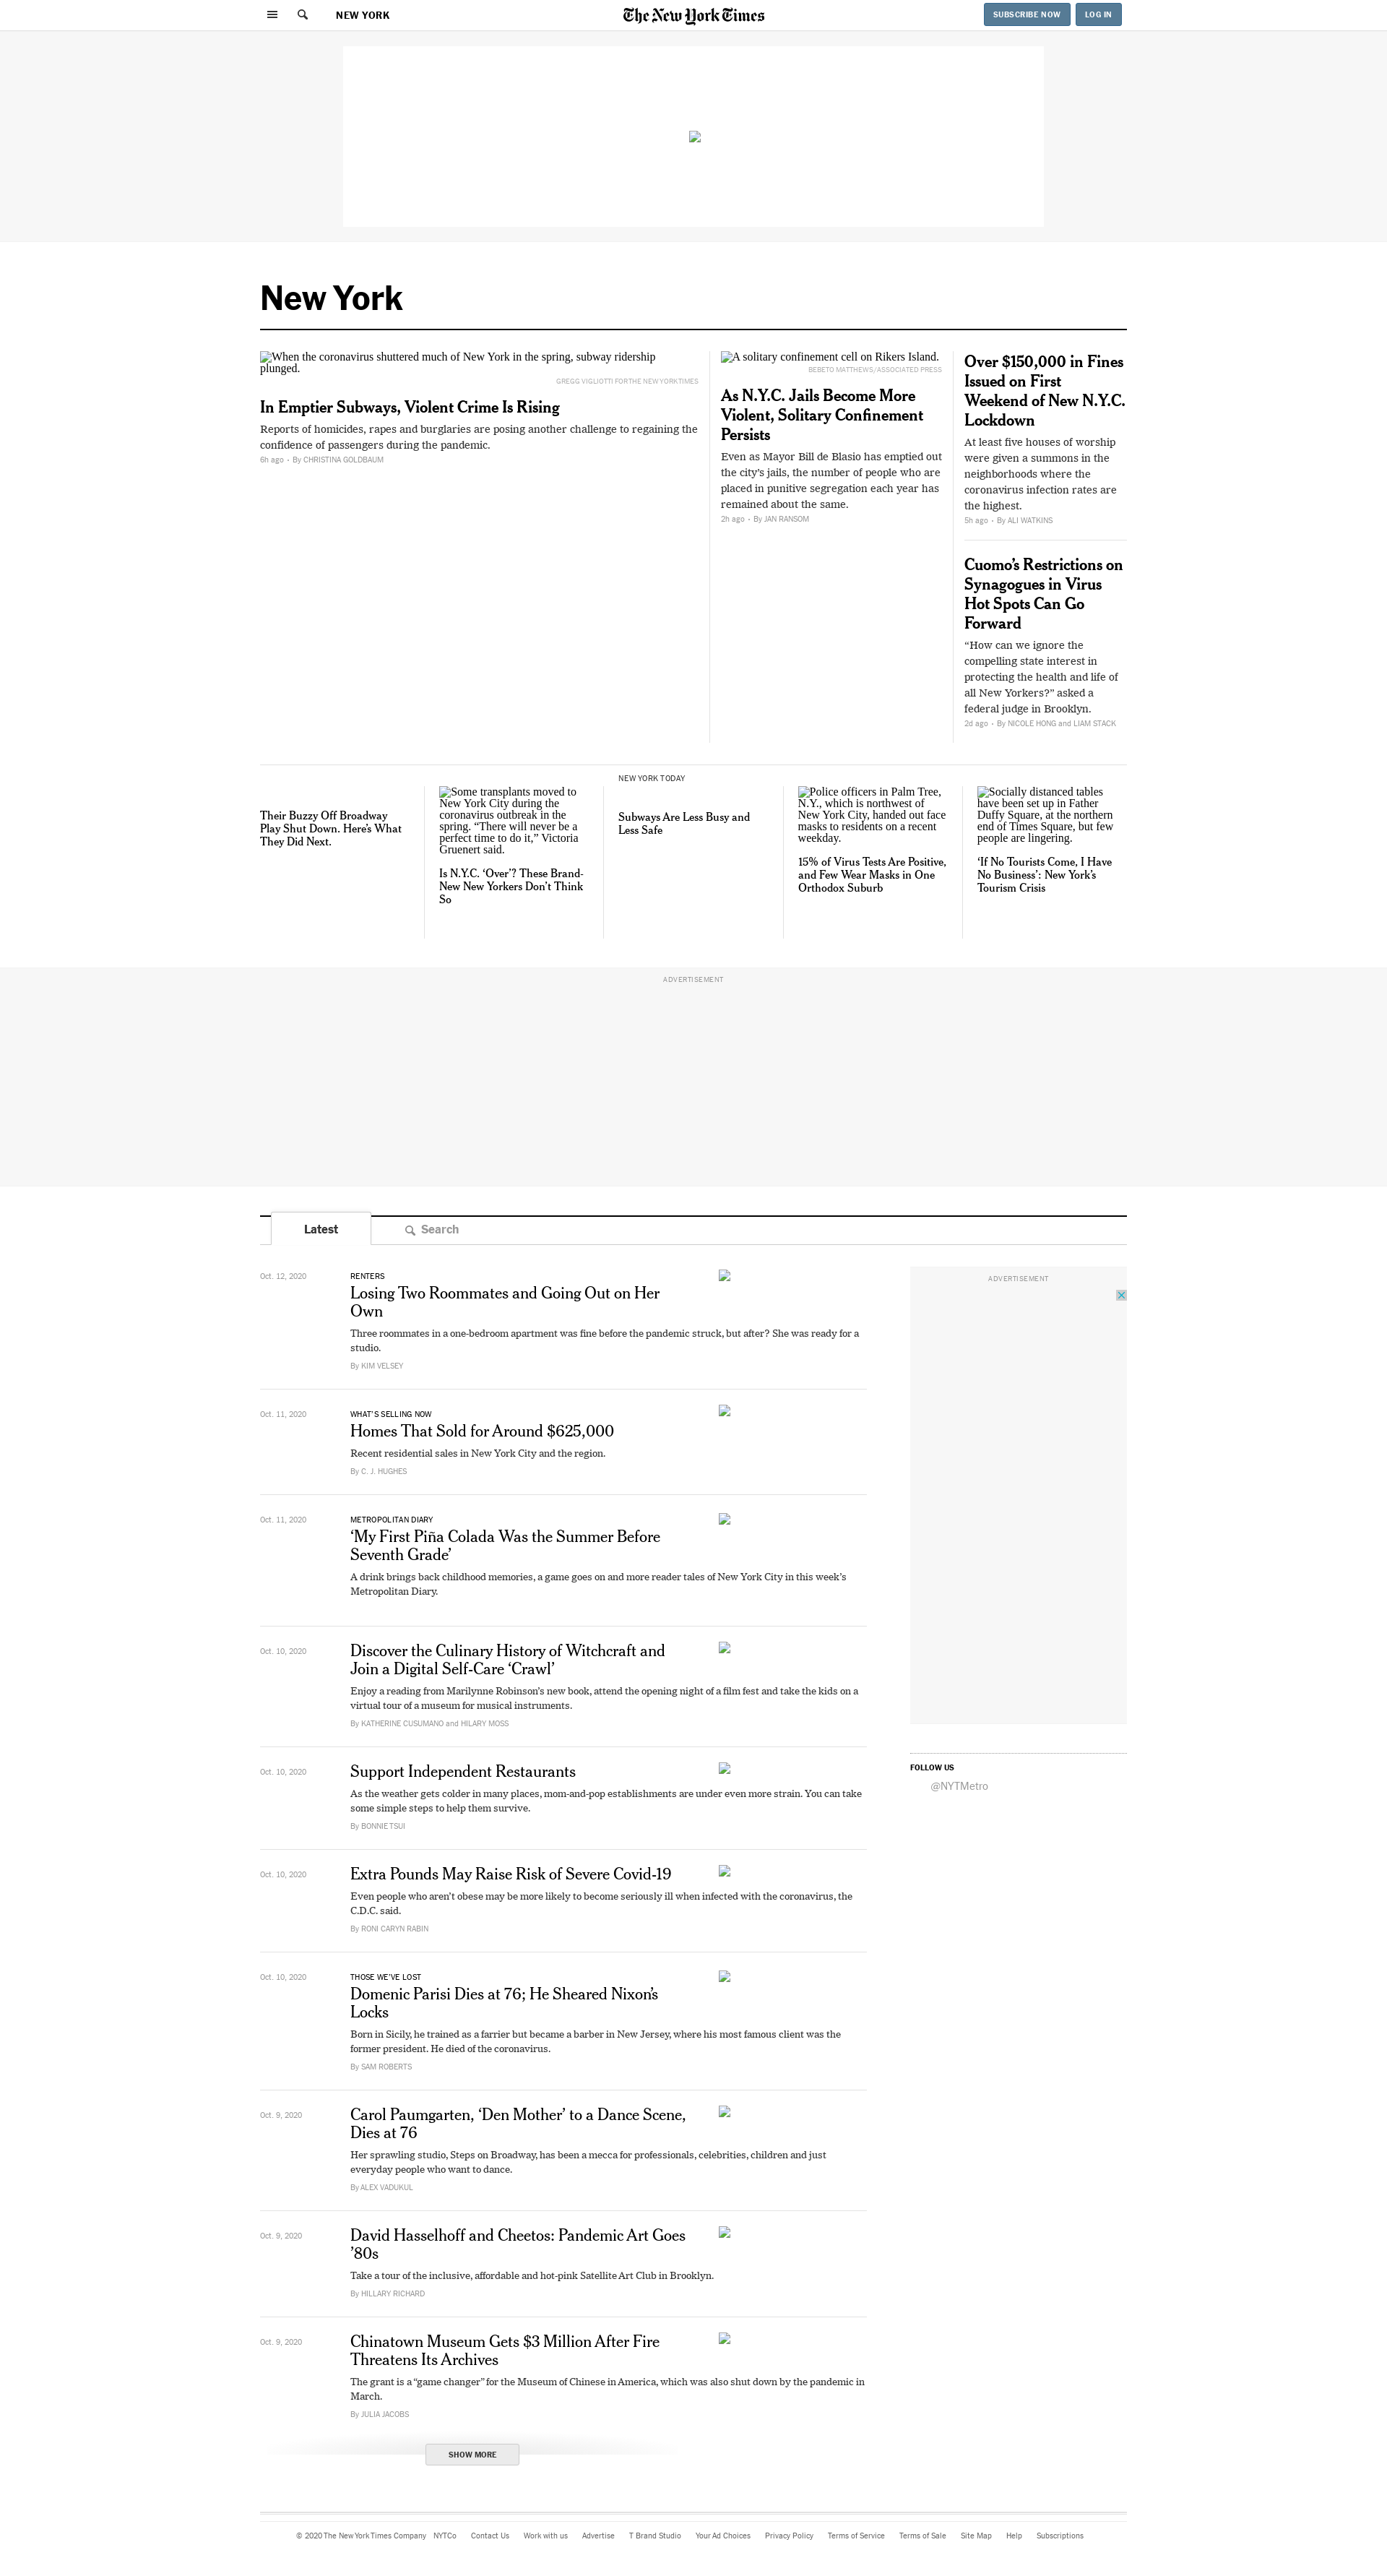 NEW YORK
The New York Times
SUBSCRIBE NOW
LOG IN
New York
When the coronavirus shuttered much of New York in the spring, subway ridership
plunged.
GREGG VIGLIOTTI FOR THE NEW YORK TIMES
In Emptier Subways, Violent Crime Is Rising
Reports of homicides, rapes and burglaries are posing another challenge to regaining the
confidence of passengers during the pandemic.
6h ago • By CHRISTINA GOLDBAUM
A solitary confinement cell on Rikers Island.
BEBETO MATTHEWS/ASSOCIATED PRESS
As N.Y.C. Jails Become More
Violent, Solitary Confinement
Persists
Even as Mayor Bill de Blasio has emptied out
the city’s jails, the number of people who are
placed in punitive segregation each year has
remained about the same.
2h ago • By JAN RANSOM
Over $150,000 in Fines
Issued on First
Weekend of New N.Y.C.
Lockdown
At least five houses of worship
were given a summons in the
neighborhoods where the
coronavirus infection rates are
the highest.
5h ago • By ALI WATKINS
Cuomo’s Restrictions on
Synagogues in Virus
Hot Spots Can Go
Forward
“How can we ignore the
compelling state interest in
protecting the health and life of
all New Yorkers?” asked a
federal judge in Brooklyn.
2d ago • By NICOLE HONG and LIAM STACK
Their Buzzy Off Broadway
Play Shut Down. Here’s What
They Did Next.
Some transplants moved to
New York City during the
coronavirus outbreak in the
spring. “There will never be a
perfect time to do it,” Victoria
Gruenert said.
Is N.Y.C. ‘Over’? These Brand-
New New Yorkers Don’t Think
So
NEW YORK TODAY
Subways Are Less Busy and
Less Safe
Police officers in Palm Tree,
N.Y., which is northwest of
New York City, handed out face
masks to residents on a recent
weekday.
15% of Virus Tests Are Positive,
and Few Wear Masks in One
Orthodox Suburb
Socially distanced tables
have been set up in Father
Duffy Square, at the northern
end of Times Square, but few
people are lingering.
‘If No Tourists Come, I Have
No Business’: New York’s
Tourism Crisis
ADVERTISEMENT
Latest
Search
Oct. 12, 2020
RENTERS
Losing Two Roommates and Going Out on Her
Own
Three roommates in a one-bedroom apartment was fine before the pandemic struck, but after? She was ready for a
studio.
By KIM VELSEY
Oct. 11, 2020
WHAT'S SELLING NOW
Homes That Sold for Around $625,000
Recent residential sales in New York City and the region.
By C. J. HUGHES
Oct. 11, 2020
METROPOLITAN DIARY
‘My First Piña Colada Was the Summer Before
Seventh Grade’
A drink brings back childhood memories, a game goes on and more reader tales of New York City in this week’s
Metropolitan Diary.
Oct. 10, 2020
Discover the Culinary History of Witchcraft and
Join a Digital Self-Care ‘Crawl’
Enjoy a reading from Marilynne Robinson’s new book, attend the opening night of a film fest and take the kids on a
virtual tour of a museum for musical instruments.
By KATHERINE CUSUMANO and HILARY MOSS
Oct. 10, 2020
Support Independent Restaurants
As the weather gets colder in many places, mom-and-pop establishments are under even more strain. You can take
some simple steps to help them survive.
By BONNIE TSUI
Oct. 10, 2020
Extra Pounds May Raise Risk of Severe Covid-19
Even people who aren’t obese may be more likely to become seriously ill when infected with the coronavirus, the
C.D.C. said.
By RONI CARYN RABIN
Oct. 10, 2020
THOSE WE'VE LOST
Domenic Parisi Dies at 76; He Sheared Nixon’s
Locks
Born in Sicily, he trained as a farrier but became a barber in New Jersey, where his most famous client was the
former president. He died of the coronavirus.
By SAM ROBERTS
Oct. 9, 2020
Carol Paumgarten, ‘Den Mother’ to a Dance Scene,
Dies at 76
Her sprawling studio, Steps on Broadway, has been a mecca for professionals, celebrities, children and just
everyday people who want to dance.
By ALEX VADUKUL
Oct. 9, 2020
David Hasselhoff and Cheetos: Pandemic Art Goes
’80s
Take a tour of the inclusive, affordable and hot-pink Satellite Art Club in Brooklyn.
By HILLARY RICHARD
Oct. 9, 2020
Chinatown Museum Gets $3 Million After Fire
Threatens Its Archives
The grant is a “game changer” for the Museum of Chinese in America, which was also shut down by the pandemic in
March.
By JULIA JACOBS
SHOW MORE
ADVERTISEMENT
FOLLOW US
@NYTMetro
© 2020 The New York Times Company NYTCo Contact Us Work with us Advertise T Brand Studio Your Ad Choices Privacy Policy Terms of Service Terms of Sale Site Map Help Subscriptions